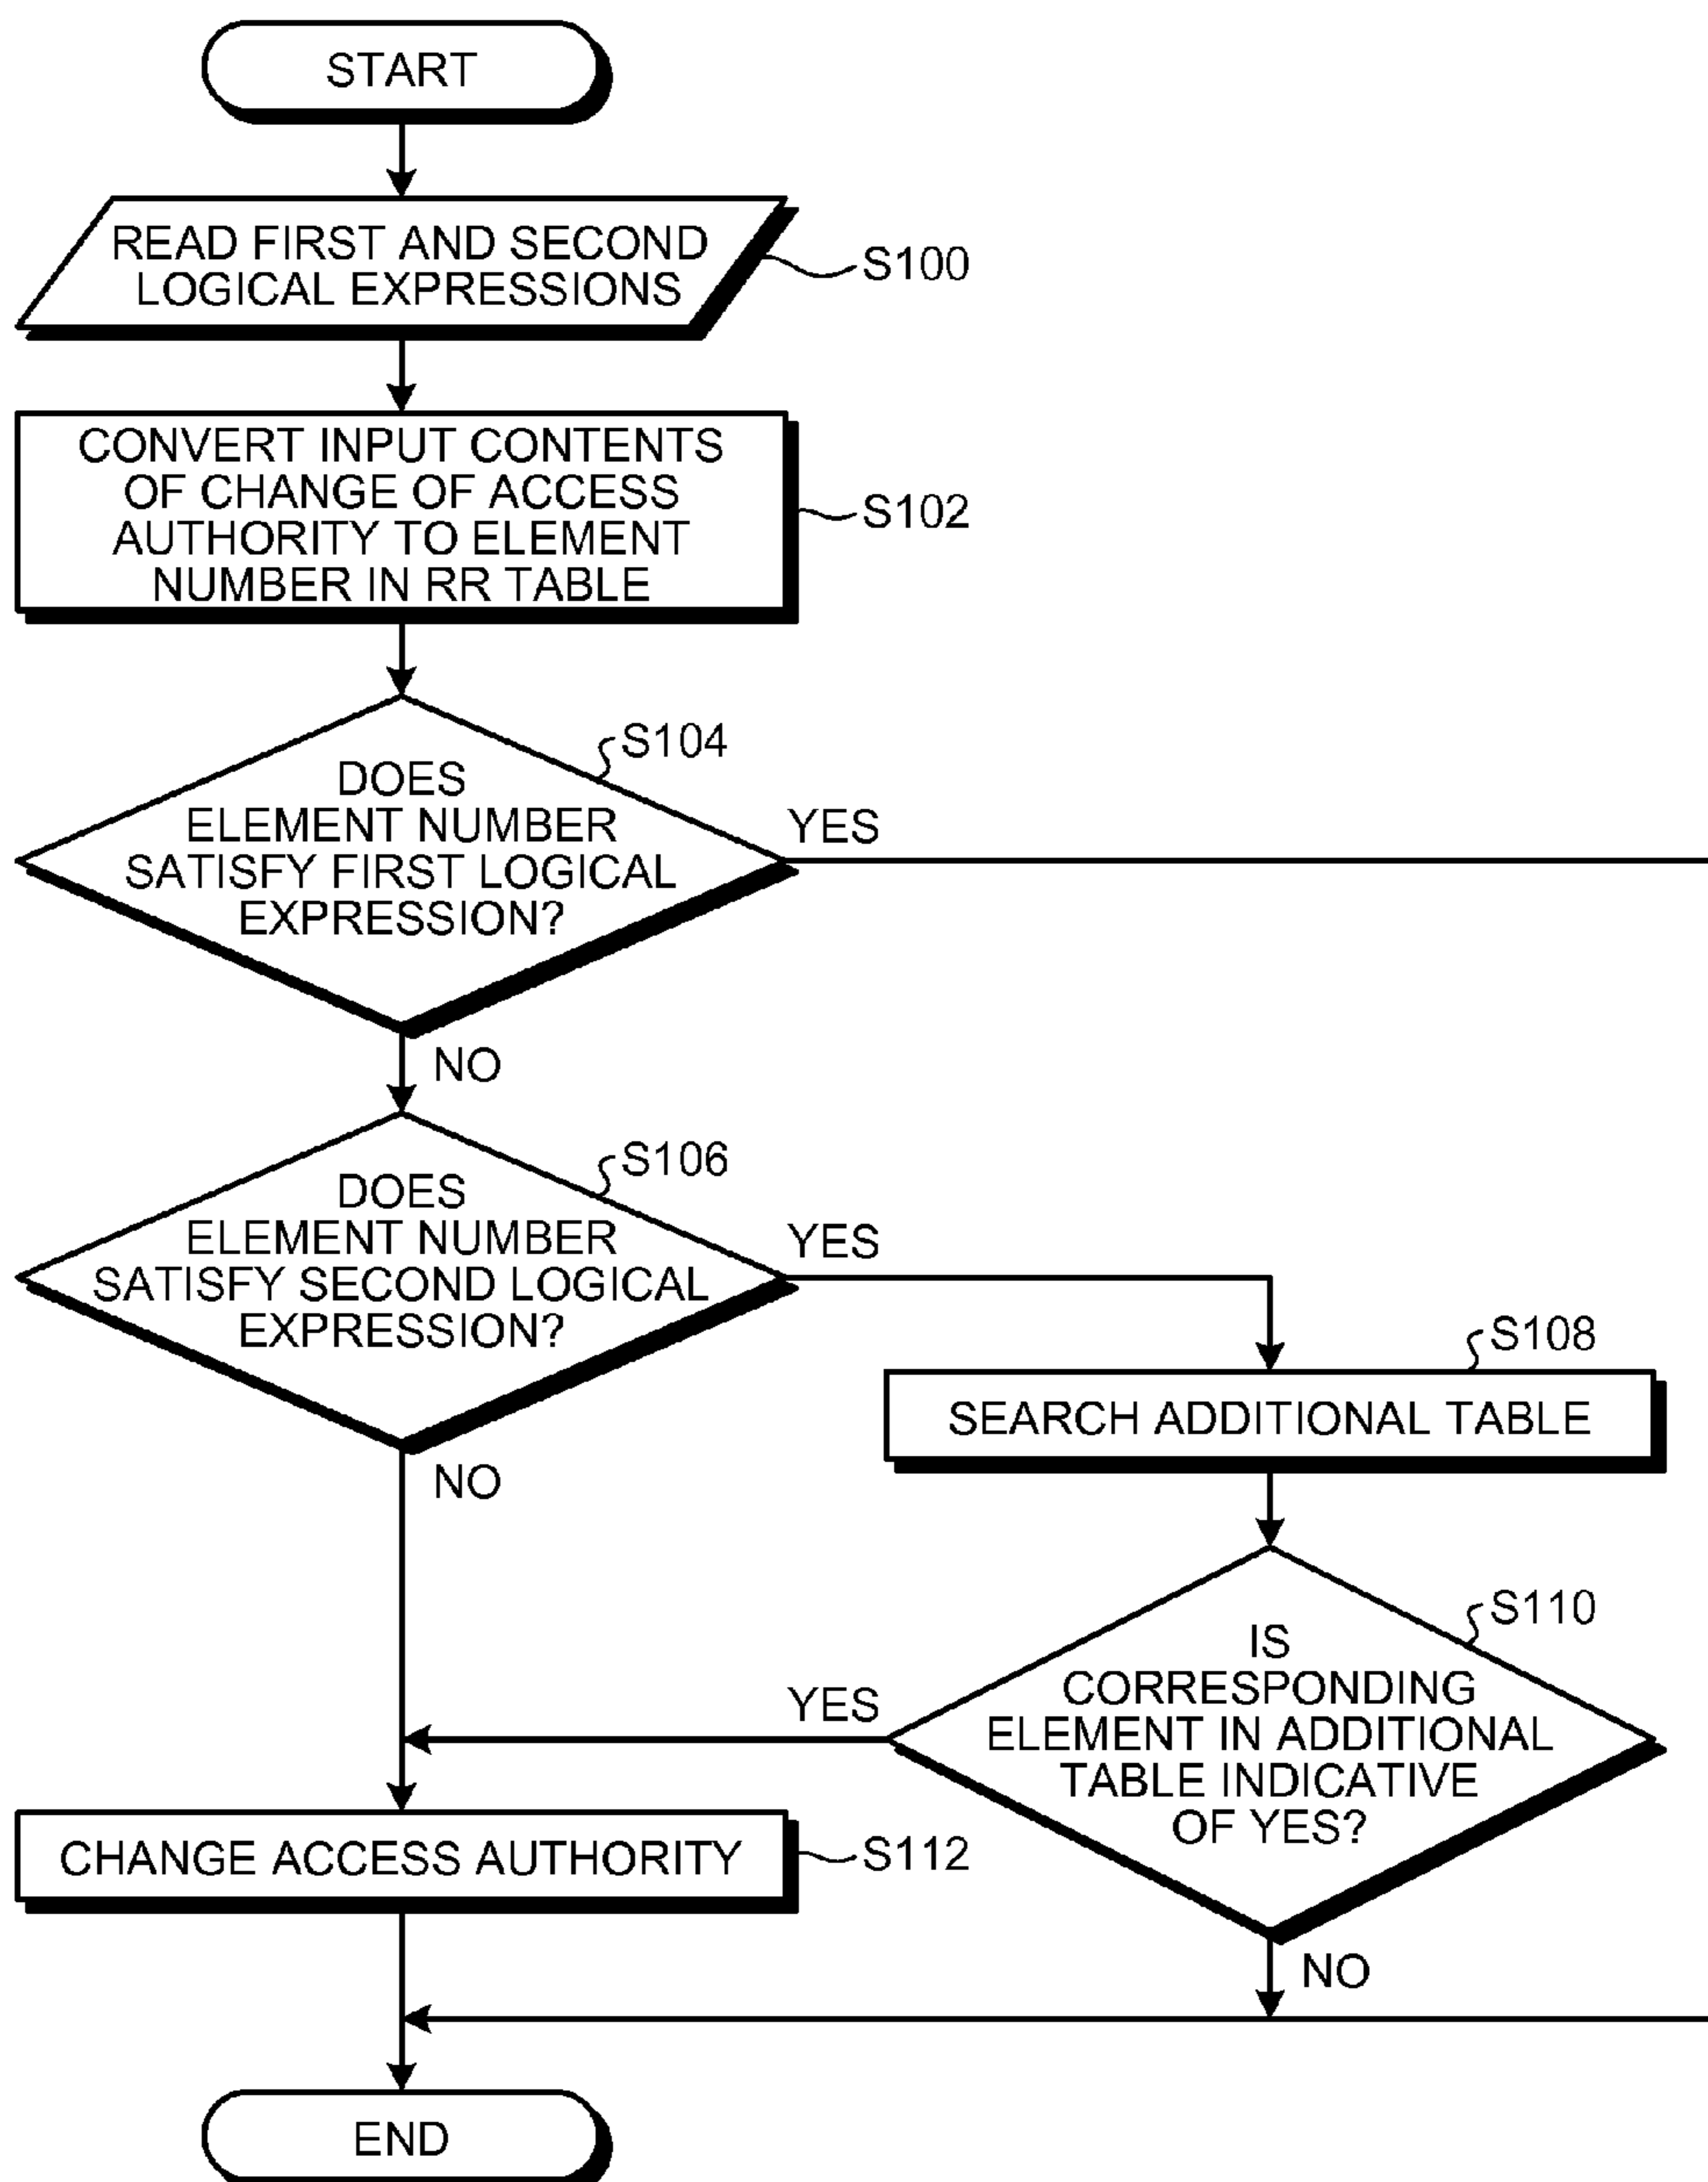 START
READ FIRST AND SECOND
LOGICAL EXPRESSIONS
S100
CONVERT INPUT CONTENTS
OF CHANGE OF ACCESS
AUTHORITY TO ELEMENT
NUMBER IN RR TABLE
S102
S104
DOES
ELEMENT NUMBER
SATISFY FIRST LOGICAL
EXPRESSION?
YES
NO
S106
DOES
ELEMENT NUMBER
SATISFY SECOND LOGICAL
EXPRESSION?
YES
NO
S108
SEARCH ADDITIONAL TABLE
S110
IS
CORRESPONDING
ELEMENT IN ADDITIONAL
TABLE INDICATIVE
OF YES?
YES
NO
CHANGE ACCESS AUTHORITY
S112
END